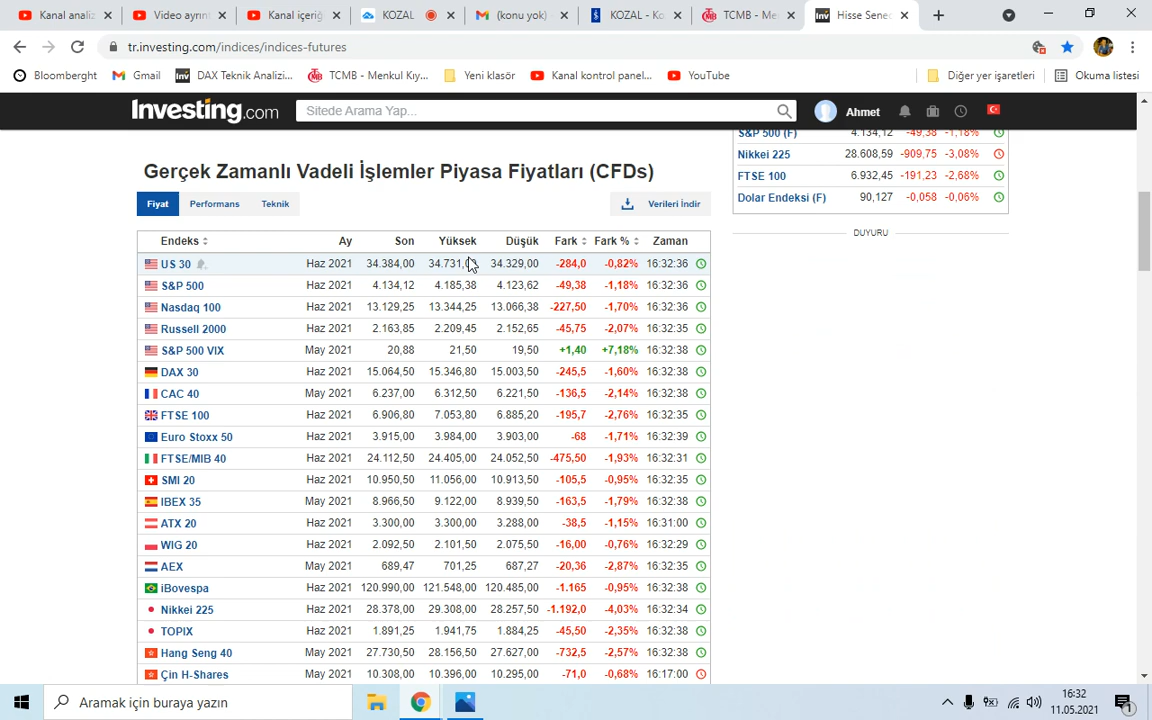 Kanal analiz
Video ayrınt
Kanal içeriğ
KOZAL
(konu yok)
KOZAL - Ko
TCMB - Me
Hisse Sened
tr.investing.com/indices/indices-futures
Bloomberght
Gmail
DAX Teknik Analizi...
TCMB - Menkul Kıy...
Yeni klasör
Kanal kontrol panel...
YouTube
Diğer yer işaretleri
Okuma listesi
Investing.com
Sitede Arama Yap...
Ahmet
S&P 500 (F) 4.134,12 -49,38 -1,18%
Nikkei 225 28.608,59 -909,75 -3,08%
FTSE 100 6.932,45 -191,23 -2,68%
Dolar Endeksi (F) 90,127 -0,058 -0,06%
DUYURU
Gerçek Zamanlı Vadeli İşlemler Piyasa Fiyatları (CFDs)
Fiyat Performans Teknik Verileri İndir
Endeks Ay Son Yüksek Düşük Fark Fark % Zaman
US 30 Haz 2021 34.384,00 34.329,00 -284,0 -0,82% 16:32:36
S&P 500 Haz 2021 4.134,12 4.185,38 4.123,62 -49,38 -1,18% 16:32:36
Nasdaq 100 Haz 2021 13.129,25 13.344,25 13.066,38 -227,50 -1,70% 16:32:36
Russell 2000 Haz 2021 2.163,85 2.209,45 2.152,65 -45,75 -2,07% 16:32:35
S&P 500 VIX May 2021 20,88 21,50 19,50 +1,40 +7,18% 16:32:38
DAX 30 Haz 2021 15.064,50 15.346,80 15.003,50 -245,5 -1,60% 16:32:38
CAC 40 May 2021 6.237,00 6.312,50 6.221,50 -136,5 -2,14% 16:32:38
FTSE 100 Haz 2021 6.906,80 7.053,80 6.885,20 -195,7 -2,76% 16:32:35
Euro Stoxx 50 Haz 2021 3.915,00 3.984,00 3.903,00 -68 -1,71% 16:32:39
FTSE/MIB 40 Haz 2021 24.112,50 24.405,00 24.052,50 -475,50 -1,93% 16:32:31
SMI 20 Haz 2021 10.950,50 11.056,00 10.913,50 -105,5 -0,95% 16:32:35
IBEX 35 May 2021 8.966,50 9.122,00 8.939,50 -163,5 -1,79% 16:32:38
ATX 20 Haz 2021 3.300,00 3.300,00 3.288,00 -38,5 -1,15% 16:31:00
WIG 20 Haz 2021 2.092,50 2.101,50 2.075,50 -16,00 -0,76% 16:32:29
AEX May 2021 689,47 701,25 687,27 -20,36 -2,87% 16:32:35
iBovespa Haz 2021 120.990,00 121.548,00 120.485,00 -1.165 -0,95% 16:32:38
Nikkei 225 Haz 2021 28.378,00 29.308,00 28.257,50 -1.192,0 -4,03% 16:32:34
TOPIX Haz 2021 1.891,25 1.941,75 1.884,25 -45,50 -2,35% 16:32:38
Hang Seng 40 May 2021 27.730,50 28.156,50 27.627,00 -732,5 -2,57% 16:32:38
Çin H-Shares May 2021 10.308,00 10.396,00 10.295,00 -71,0 -0,68% 16:17:00
Aramak için buraya yazın
16:32
11.05.2021
1